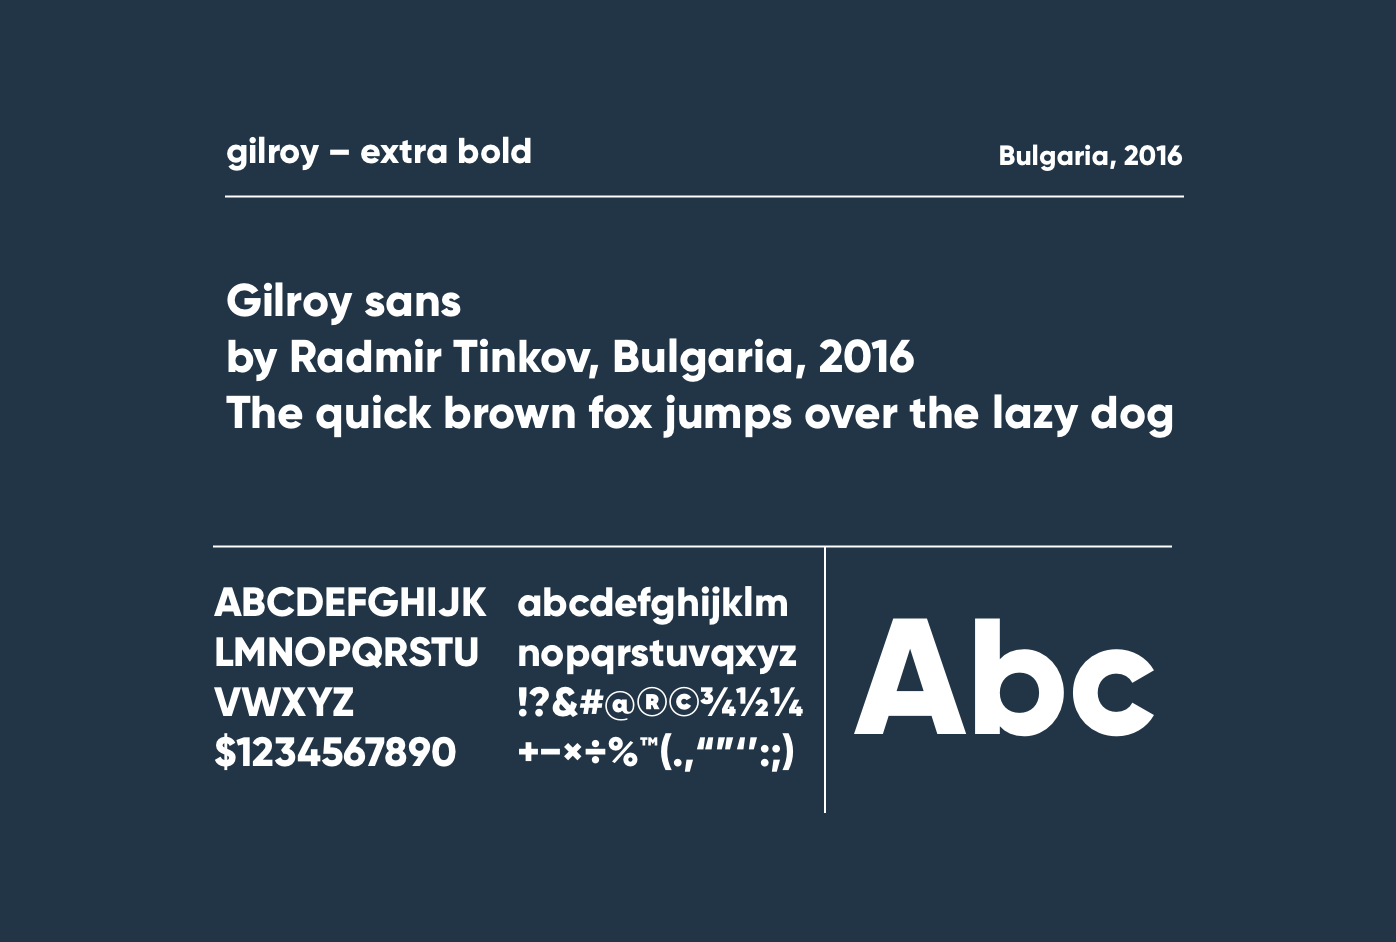 gilroy – extra bold
Bulgaria, 2016
Gilroy sans
by Radmir Tinkov, Bulgaria, 2016
The quick brown fox jumps over the lazy dog
ABCDEFGHIJK
LMNOPQRSTU
VWXYZ
$1234567890
abcdefghijklm
nopqrstuvqxyz
!?&#@®©¾½¼
+−×÷%™(.,“”‘’:;)
Abc